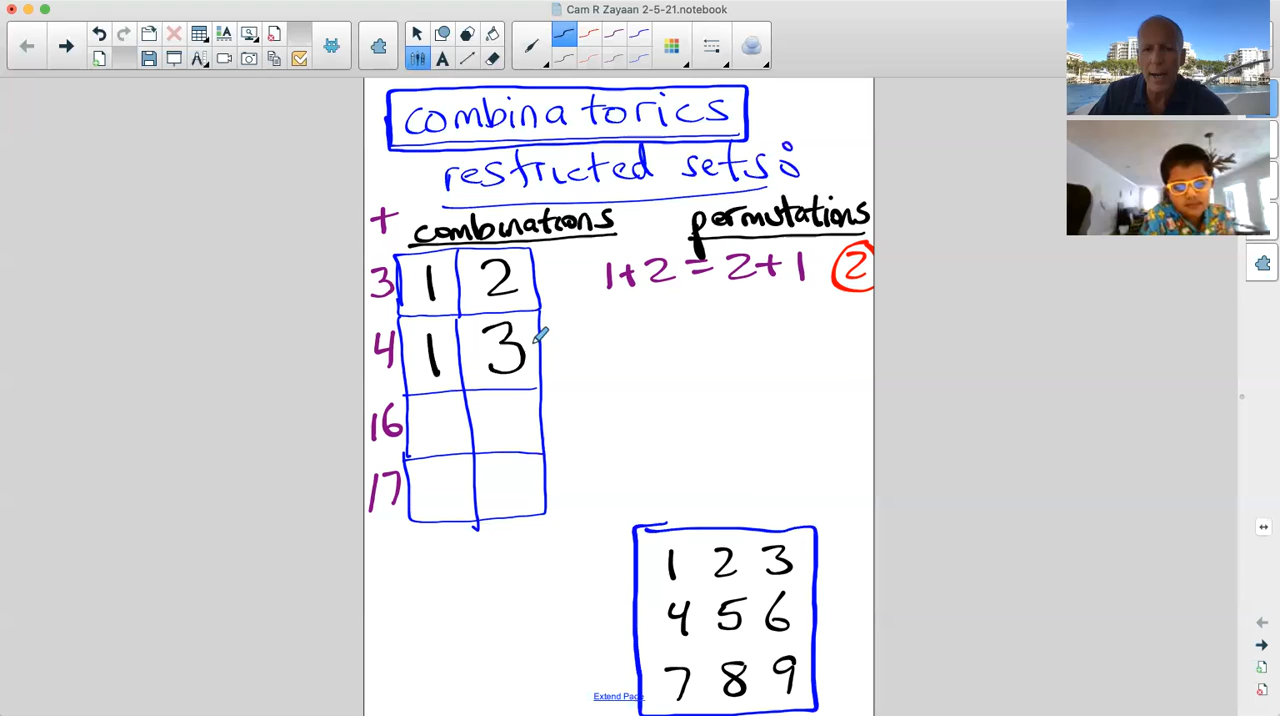 Cam R Zayaan 2-5-21.notebook
combinatorics
restricted sets:
+ combinations permutations
3 1 2 1+2=2+1 2
4 1 3
16
17
1 2 3
4 5 6
7 8 9
Extend Page